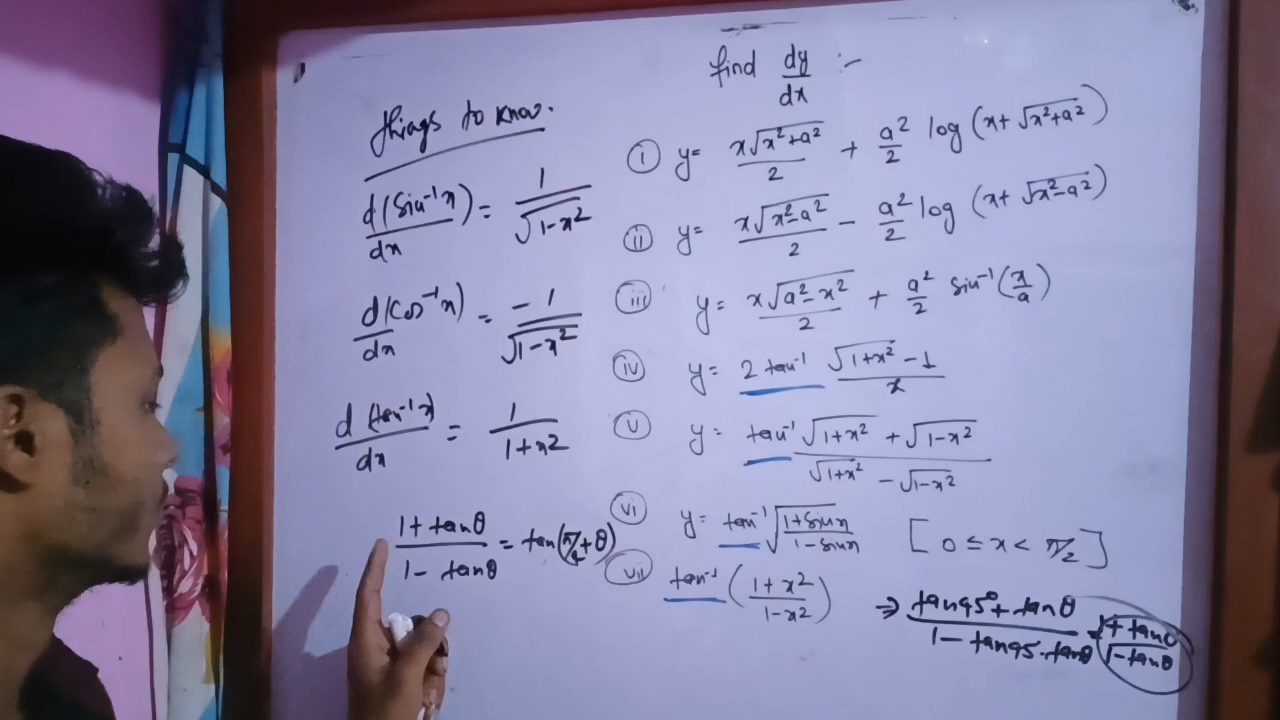 things to know.
d(Sin⁻¹x)/dx = 1/√(1-x²)
d(Cos⁻¹x)/dx = -1/√(1-x²)
d(tan⁻¹x)/dx = 1/(1+x²)
(1+tanθ)/(1-tanθ) = tan(π/4+θ)
find dy/dx :-
(i) y= x√(x²+a²)/2 + a²/2 log (x+√(x²+a²))
(ii) y= x√(x²-a²)/2 - a²/2 log (x+√(x²-a²))
(iii) y= x√(a²-x²)/2 + a²/2 sin⁻¹(x/a)
(iv) y= 2 tan⁻¹ (√(1+x²) -1)/x
(v) y= tan⁻¹ (√(1+x²) + √(1-x²))/(√(1+x²) - √(1-x²))
(vi) y= tan⁻¹ √((1+sinx)/(1-sinx)) [0≤x<π/2]
(vii) tan⁻¹ ((1+x²)/(1-x²))
⇒ (tan45°+tanθ)/(1-tan45·tanθ) = (1+tanθ)/(1-tanθ)